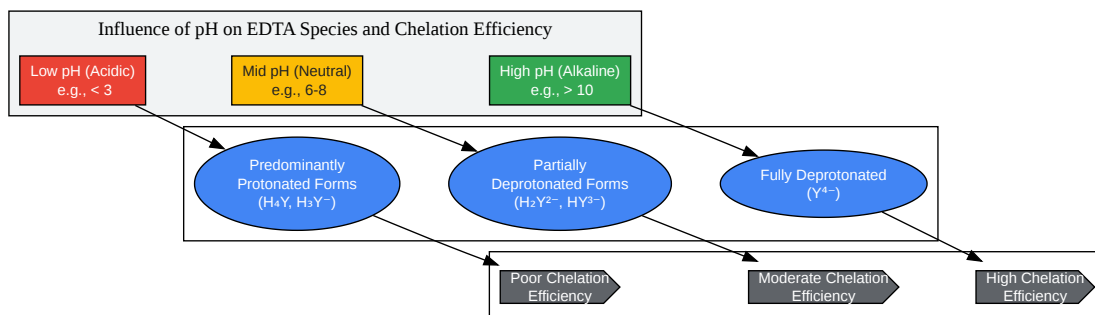 Influence of pH on EDTA Species and Chelation Efficiency
Low pH (Acidic)
e.g., < 3
Mid pH (Neutral)
e.g., 6-8
High pH (Alkaline)
e.g., > 10
Predominantly
Protonated Forms
(H₄Y, H₃Y⁻)
Partially
Deprotonated Forms
(H₂Y²⁻, HY³⁻)
Fully Deprotonated
(Y⁴⁻)
Poor Chelation
Efficiency
Moderate Chelation
Efficiency
High Chelation
Efficiency